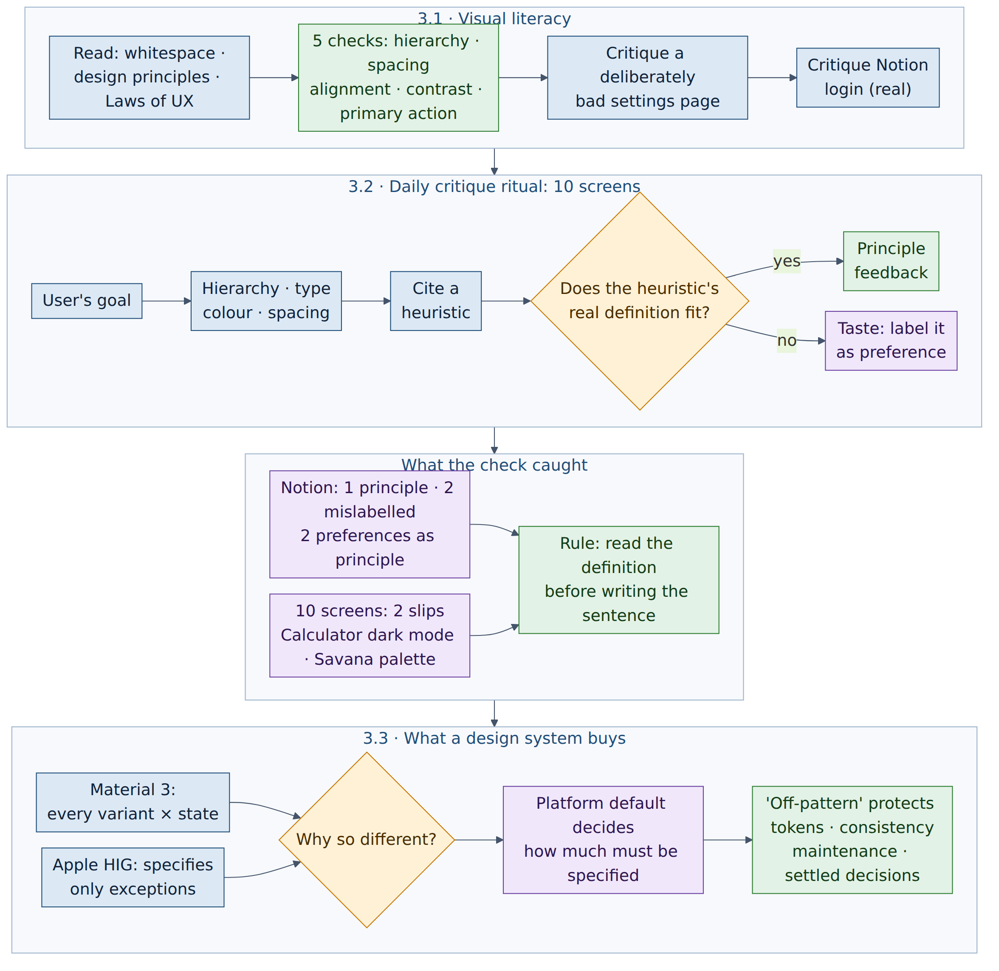 3.1 · Visual literacy
Read: whitespace ·
design principles ·
Laws of UX
5 checks: hierarchy ·
spacing
alignment · contrast ·
primary action
Critique a
deliberately
bad settings page
Critique Notion
login (real)
3.2 · Daily critique ritual: 10 screens
User's goal
Hierarchy · type
colour · spacing
Cite a
heuristic
Does the heuristic's
real definition fit?
yes
Principle
feedback
no
Taste: label it
as preference
What the check caught
Notion: 1 principle · 2
mislabelled
2 preferences as
principle
10 screens: 2 slips
Calculator dark mode
· Savana palette
Rule: read the
definition
before writing the
sentence
3.3 · What a design system buys
Material 3:
every variant × state
Apple HIG: specifies
only exceptions
Why so different?
Platform default
decides
how much must be
specified
'Off-pattern' protects
tokens · consistency
maintenance ·
settled decisions